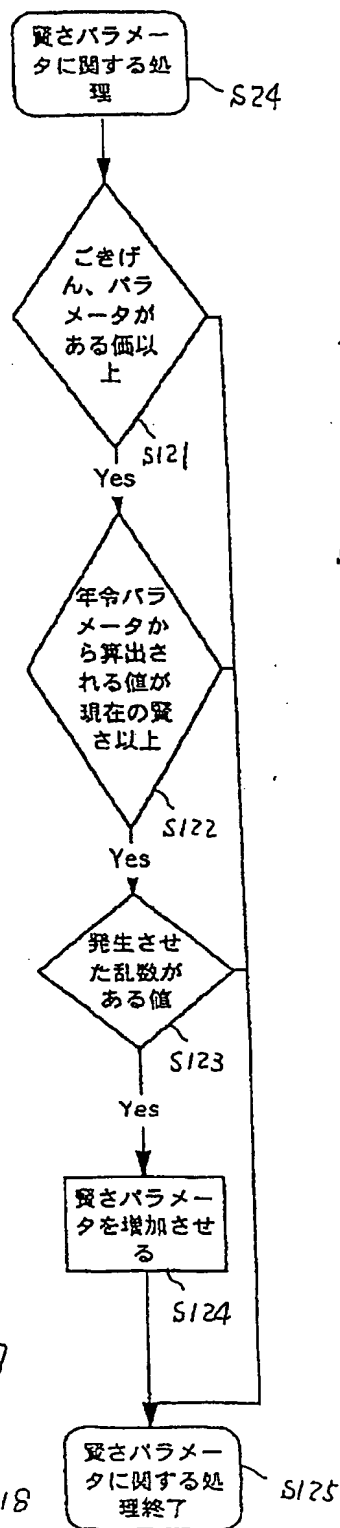 賢さパラメー
タに関する処
理
S24
ごきげ
ん、パラ
メータが
ある価以
上
S121
Yes
年令パラ
メータか
ら算出さ
れる値が
現在の賢
さ以上
S122
Yes
発生させ
た乱数が
ある値
S123
Yes
賢さパラメー
タを増加させ
る
S124
賢さパラメー
タに関する処
理終了
S125
18